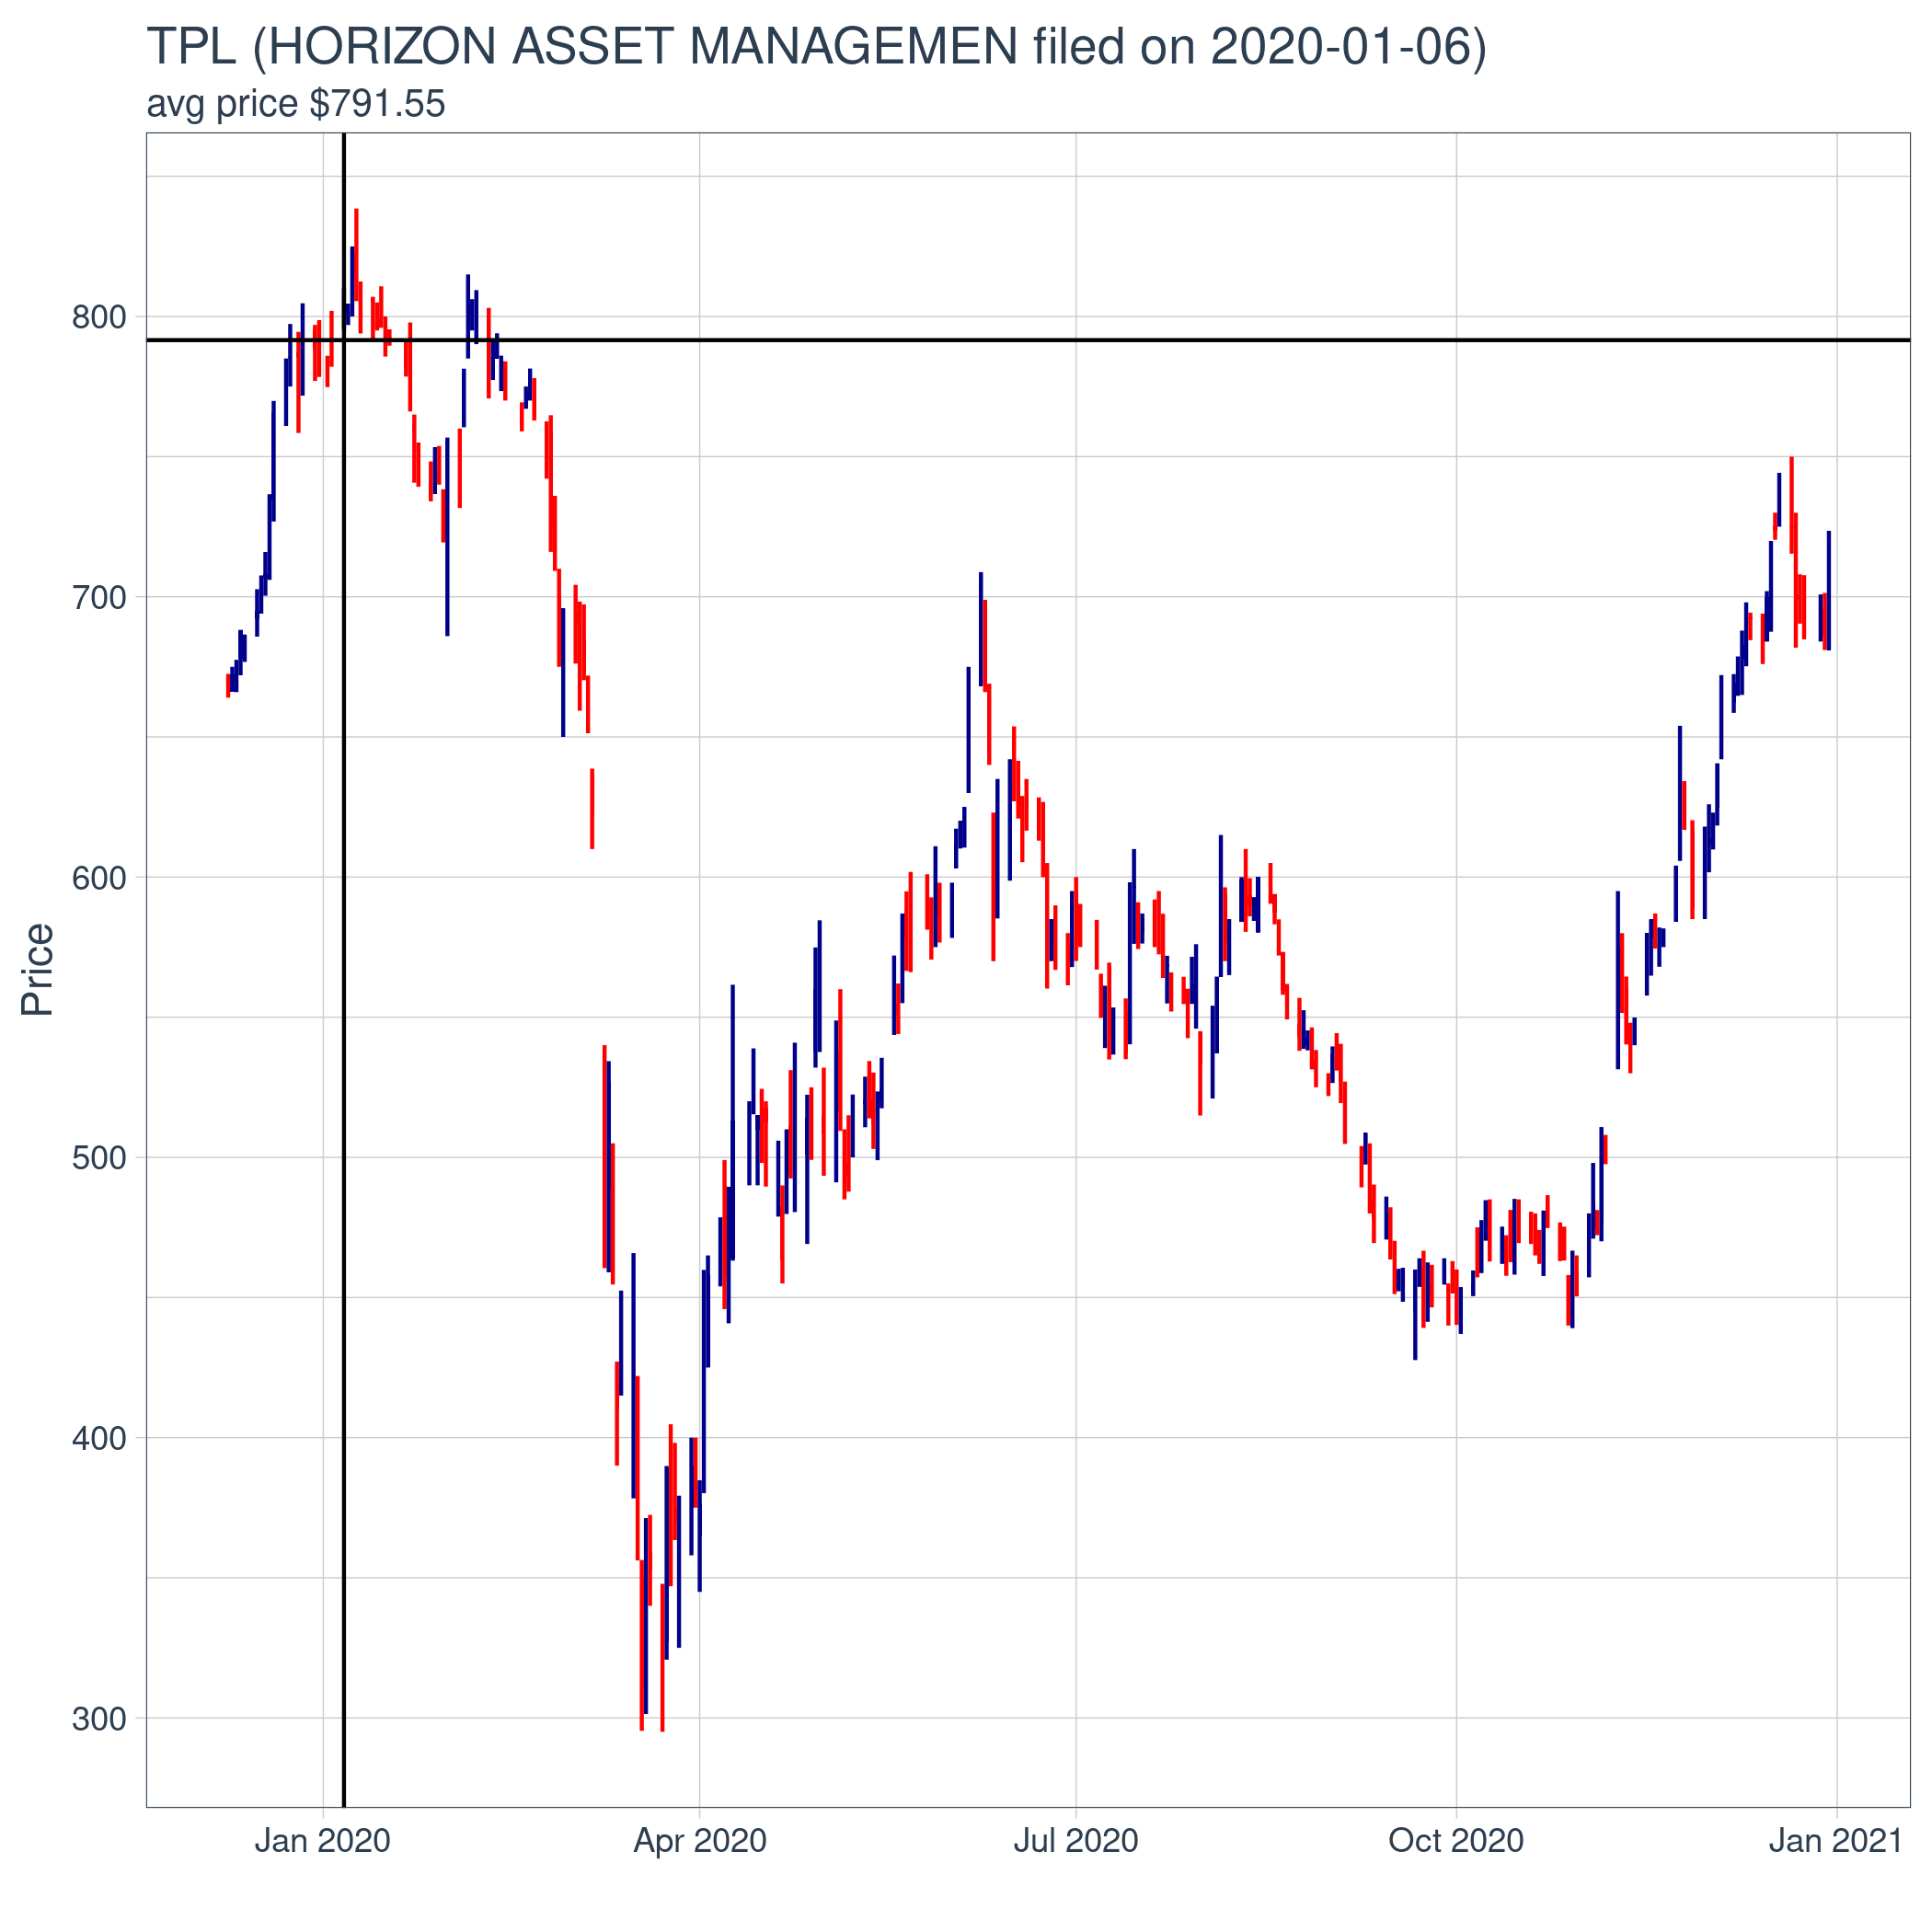 TPL (HORIZON ASSET MANAGEMEN filed on 2020-01-06)
avg price $791.55
800
700
600
500
400
300
Price
Jan 2020
Apr 2020
Jul 2020
Oct 2020
Jan 2021